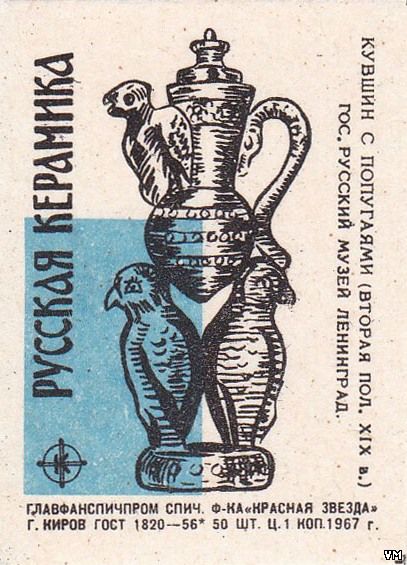 РУССКАЯ КЕРАМИКА
КУВШИН С ПОПУГАЯМИ (ВТОРАЯ ПОЛ. XIX в.)
ГОС. РУССКИЙ МУЗЕЙ ЛЕНИНГРАД.
ГЛАВФАНСПИЧПРОМ СПИЧ. Ф-КА «КРАСНАЯ ЗВЕЗДА»
Г. КИРОВ ГОСТ 1820—56* 50 ШТ. Ц. 1 КОП. 1967 г.
VM